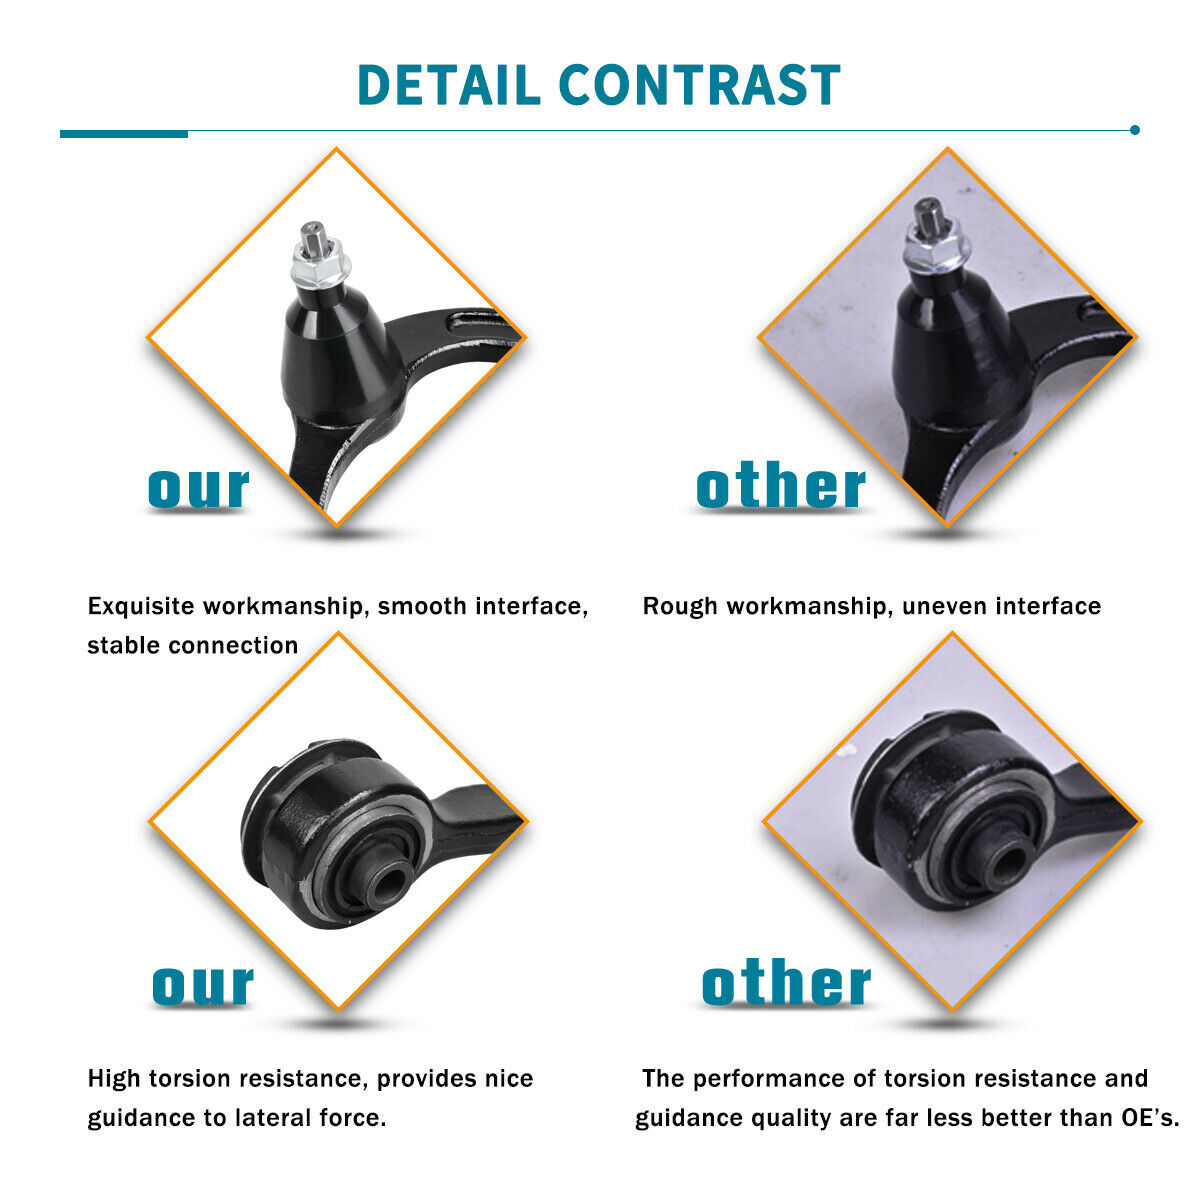 DETAIL CONTRAST
our
other
Exquisite workmanship, smooth interface,
stable connection
Rough workmanship, uneven interface
our
other
High torsion resistance, provides nice
guidance to lateral force.
The performance of torsion resistance and
guidance quality are far less better than OE’s.